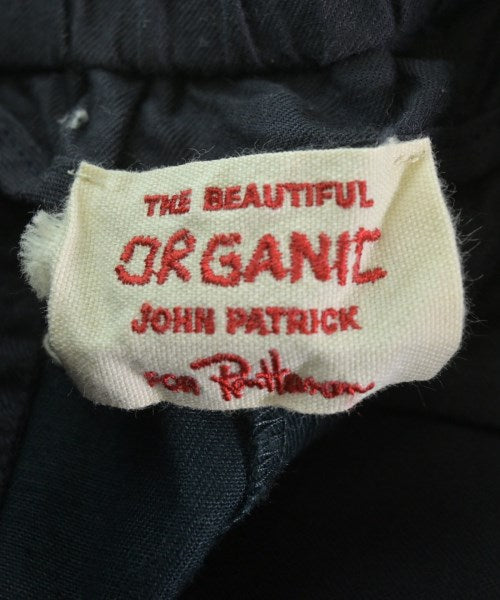 THE BEAUTIFUL
ORGANIC
JOHN PATRICK
FOR Ron Herman